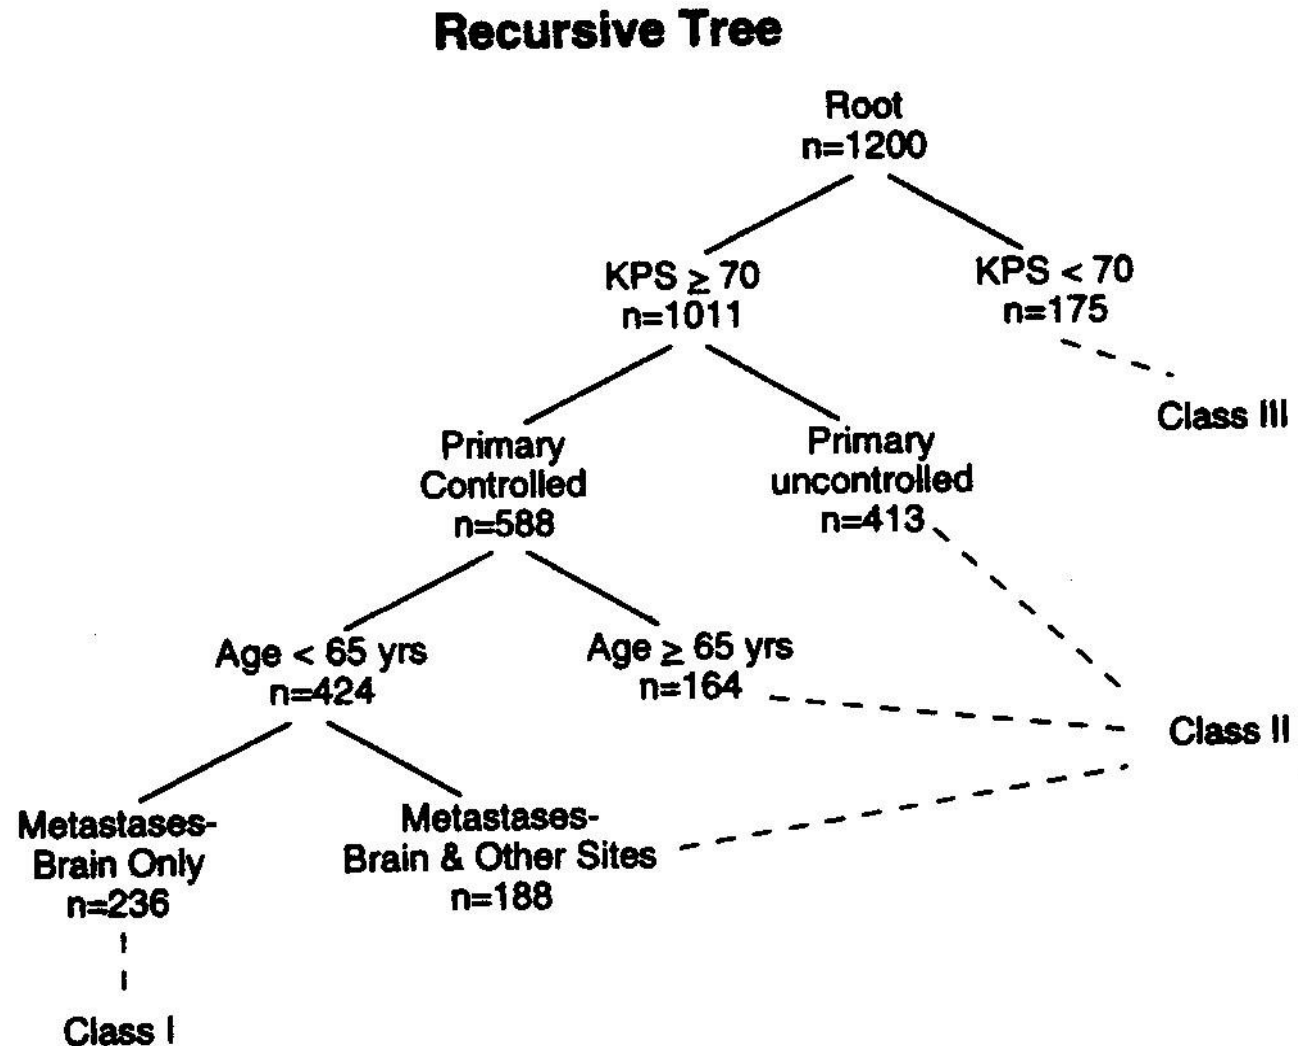 Recursive Tree
Root
n=1200
KPS ≥ 70
n=1011
KPS < 70
n=175
Class III
Primary
Controlled
n=588
Primary
uncontrolled
n=413
Age < 65 yrs
n=424
Age ≥ 65 yrs
n=164
Class II
Metastases-
Brain Only
n=236
Metastases-
Brain & Other Sites
n=188
Class I